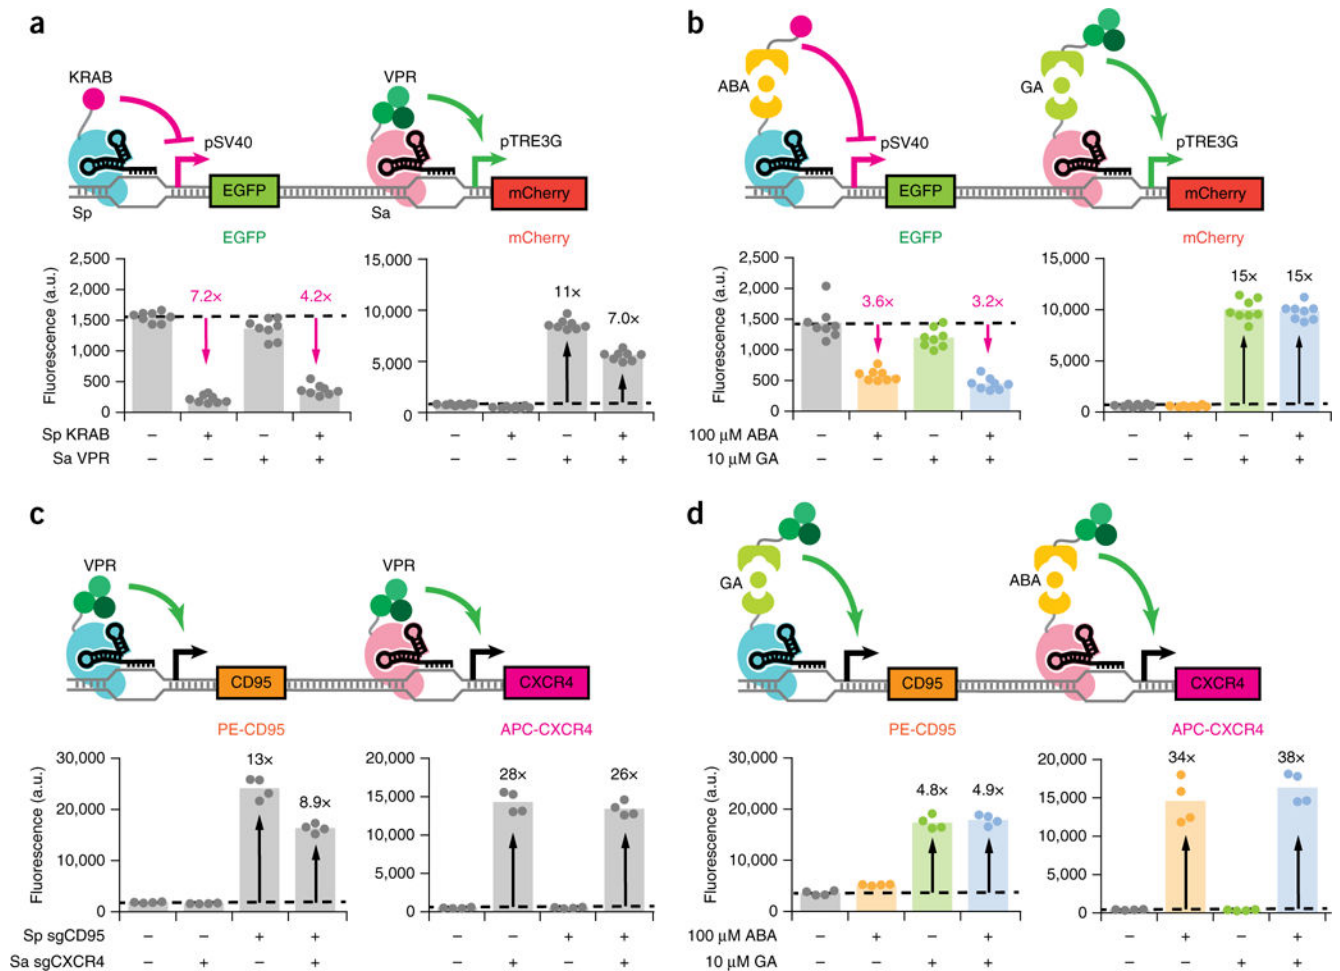 a
KRAB
VPR
pSV40
pTRE3G
EGFP
mCherry
Sp
Sa
EGFP
mCherry
Fluorescence (a.u.)
2,500
2,000
1,500
1,000
500
0
7.2×
4.2×
15,000
10,000
5,000
0
11×
7.0×
Sp KRAB – + – + – + – +
Sa VPR – – + + – – + +
b
ABA
GA
pSV40
pTRE3G
EGFP
mCherry
EGFP
mCherry
Fluorescence (a.u.)
2,500
2,000
1,500
1,000
500
0
3.6×
3.2×
15,000
10,000
5,000
0
15×
15×
100 μM ABA – + – + – + – +
10 μM GA – – + + – – + +
c
VPR
VPR
CD95
CXCR4
PE-CD95
APC-CXCR4
Fluorescence (a.u.)
30,000
20,000
10,000
0
13×
8.9×
20,000
15,000
10,000
5,000
0
28×
26×
Sp sgCD95 – – + + – – + +
Sa sgCXCR4 – + – + – + – +
d
GA
ABA
CD95
CXCR4
PE-CD95
APC-CXCR4
Fluorescence (a.u.)
30,000
20,000
10,000
0
4.8×
4.9×
20,000
15,000
10,000
5,000
0
34×
38×
100 μM ABA – + – + – + – +
10 μM GA – – + + – – + +